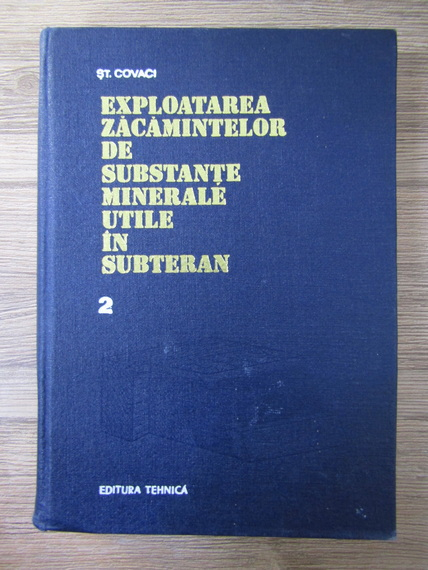 ŞT. COVACI
EXPLOATAREA
ZĂCĂMINTELOR
DE
SUBSTANŢE
MINERALE
UTILE
ÎN
SUBTERAN
2
EDITURA TEHNICĂ